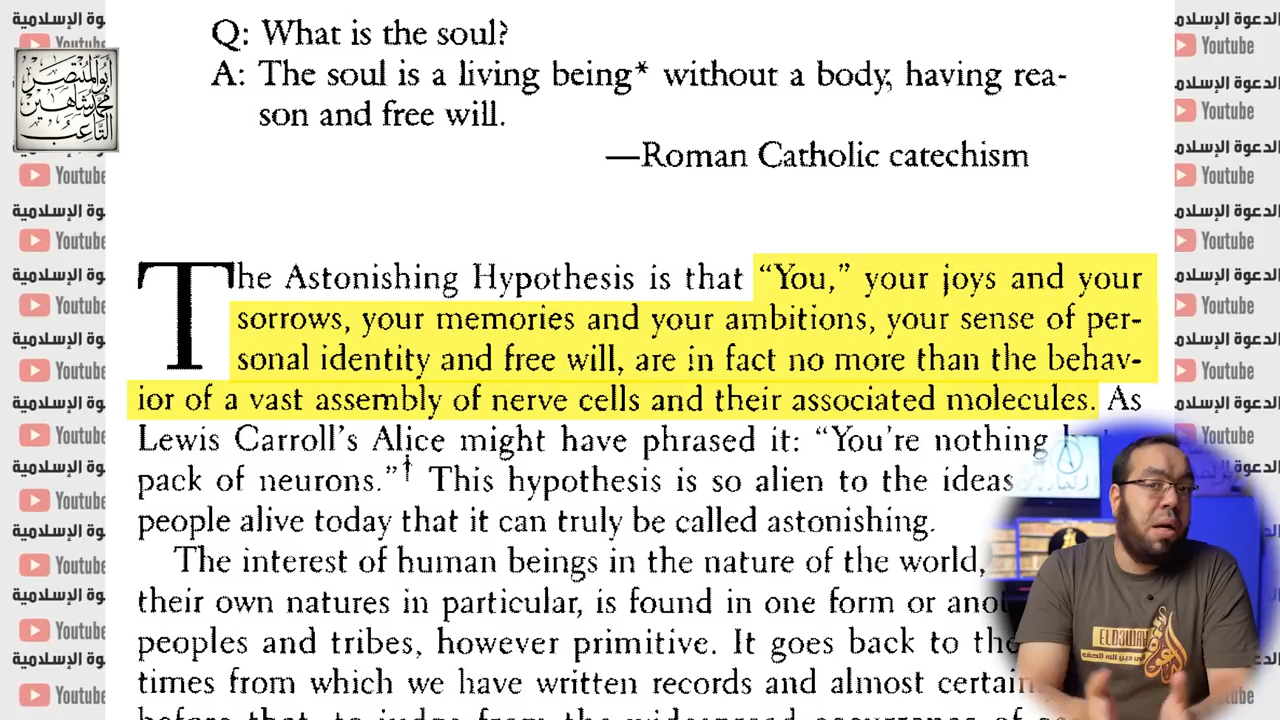 Q: What is the soul?
A: The soul is a living being* without a body, having rea-
son and free will.
—Roman Catholic catechism
The Astonishing Hypothesis is that “You,” your joys and your
sorrows, your memories and your ambitions, your sense of per-
sonal identity and free will, are in fact no more than the behav-
ior of a vast assembly of nerve cells and their associated molecules. As
Lewis Carroll’s Alice might have phrased it: “You’re nothing
pack of neurons.”† This hypothesis is so alien to the ideas
people alive today that it can truly be called astonishing.
The interest of human beings in the nature of the world,
their own natures in particular, is found in one form or
peoples and tribes, however primitive. It goes back to
times from which we have written records and almost
أبو المنتصر
محمد شاهين
التاعب
الدعوة الإسلامية
Youtube
ELD3WAH